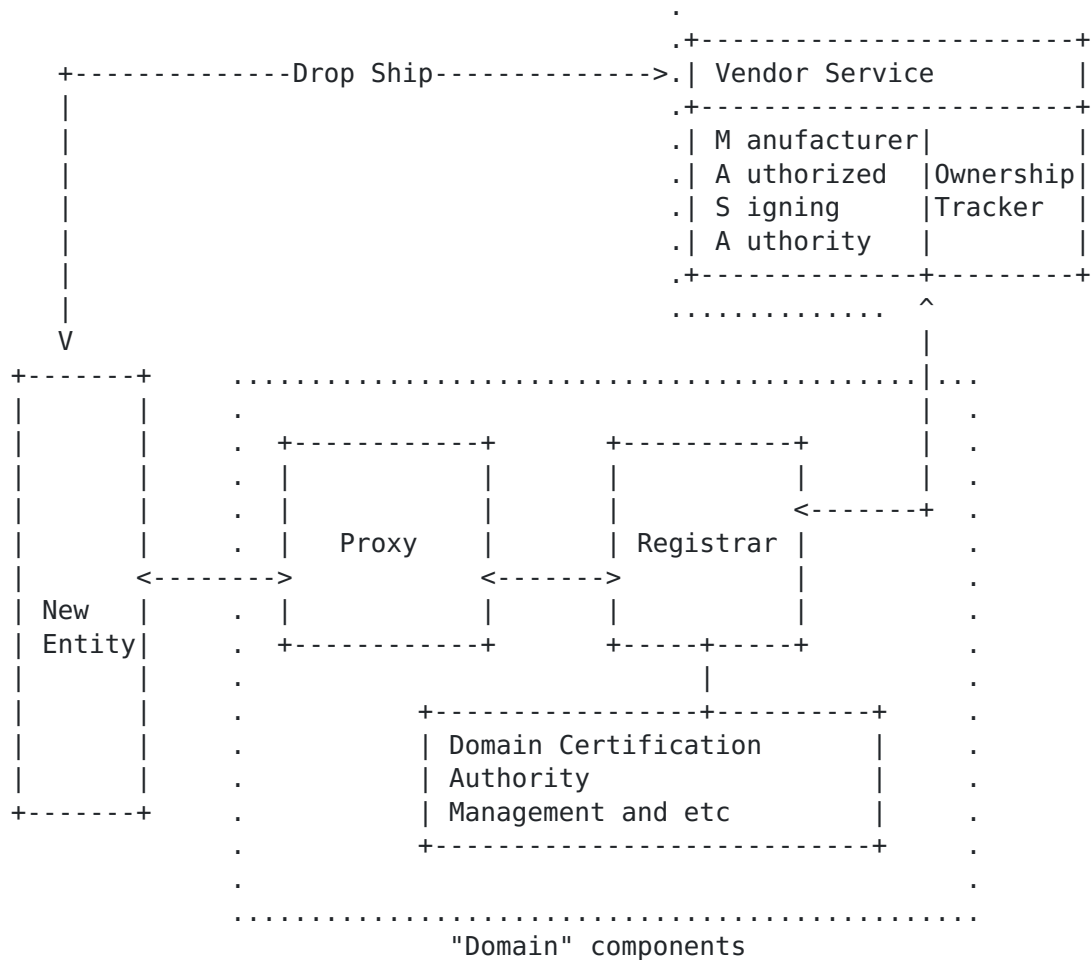 Drop Ship
Vendor Service
M anufacturer
A uthorized
S igning
A uthority
Ownership
Tracker
V
New
Entity
Proxy
Registrar
Domain Certification
Authority
Management and etc
"Domain" components